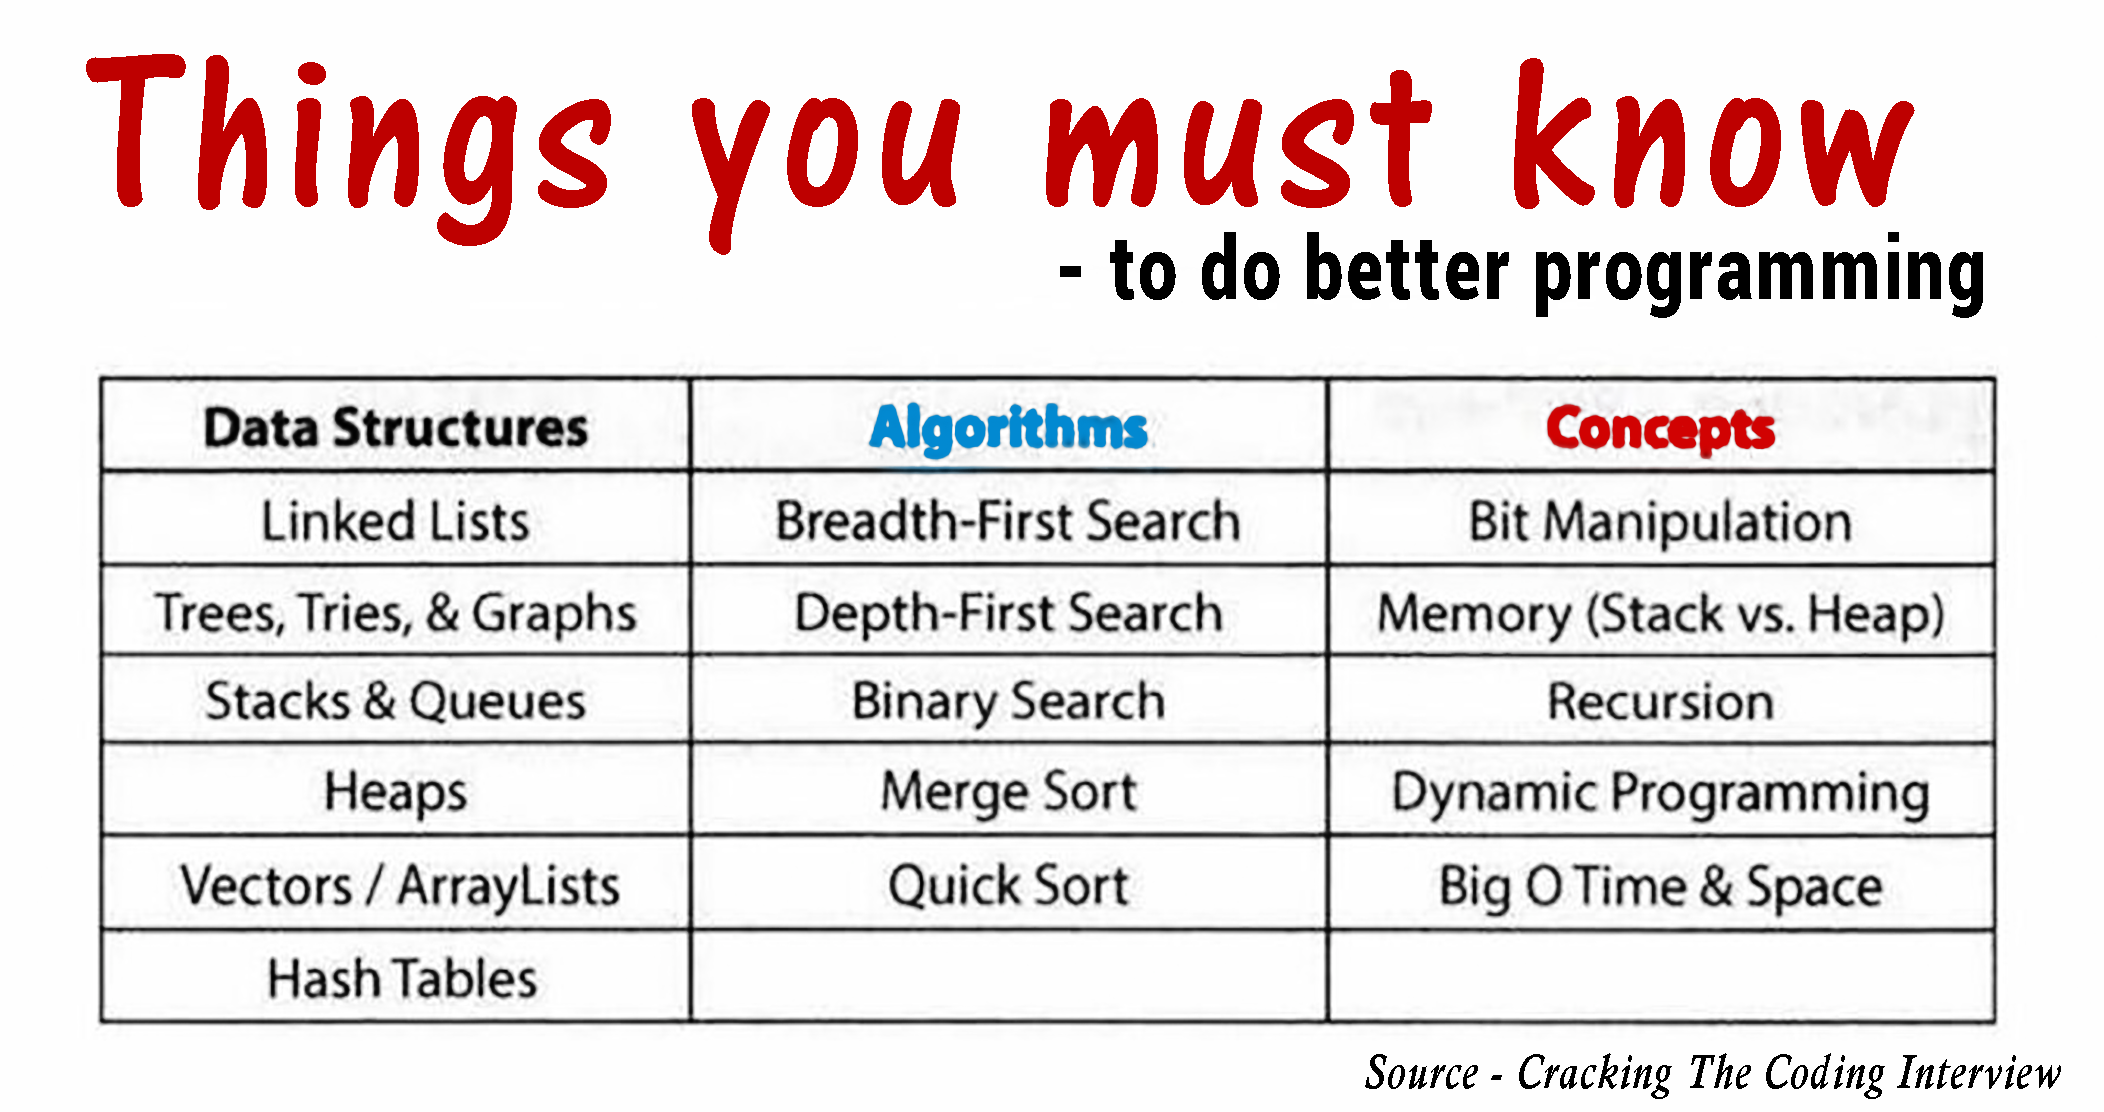 Things you must know
- to do better programming
Data Structures Algorithms Concepts
Linked Lists Breadth-First Search Bit Manipulation
Trees, Tries, & Graphs Depth-First Search Memory (Stack vs. Heap)
Stacks & Queues Binary Search Recursion
Heaps Merge Sort Dynamic Programming
Vectors / ArrayLists Quick Sort Big O Time & Space
Hash Tables
Source - Cracking The Coding Interview